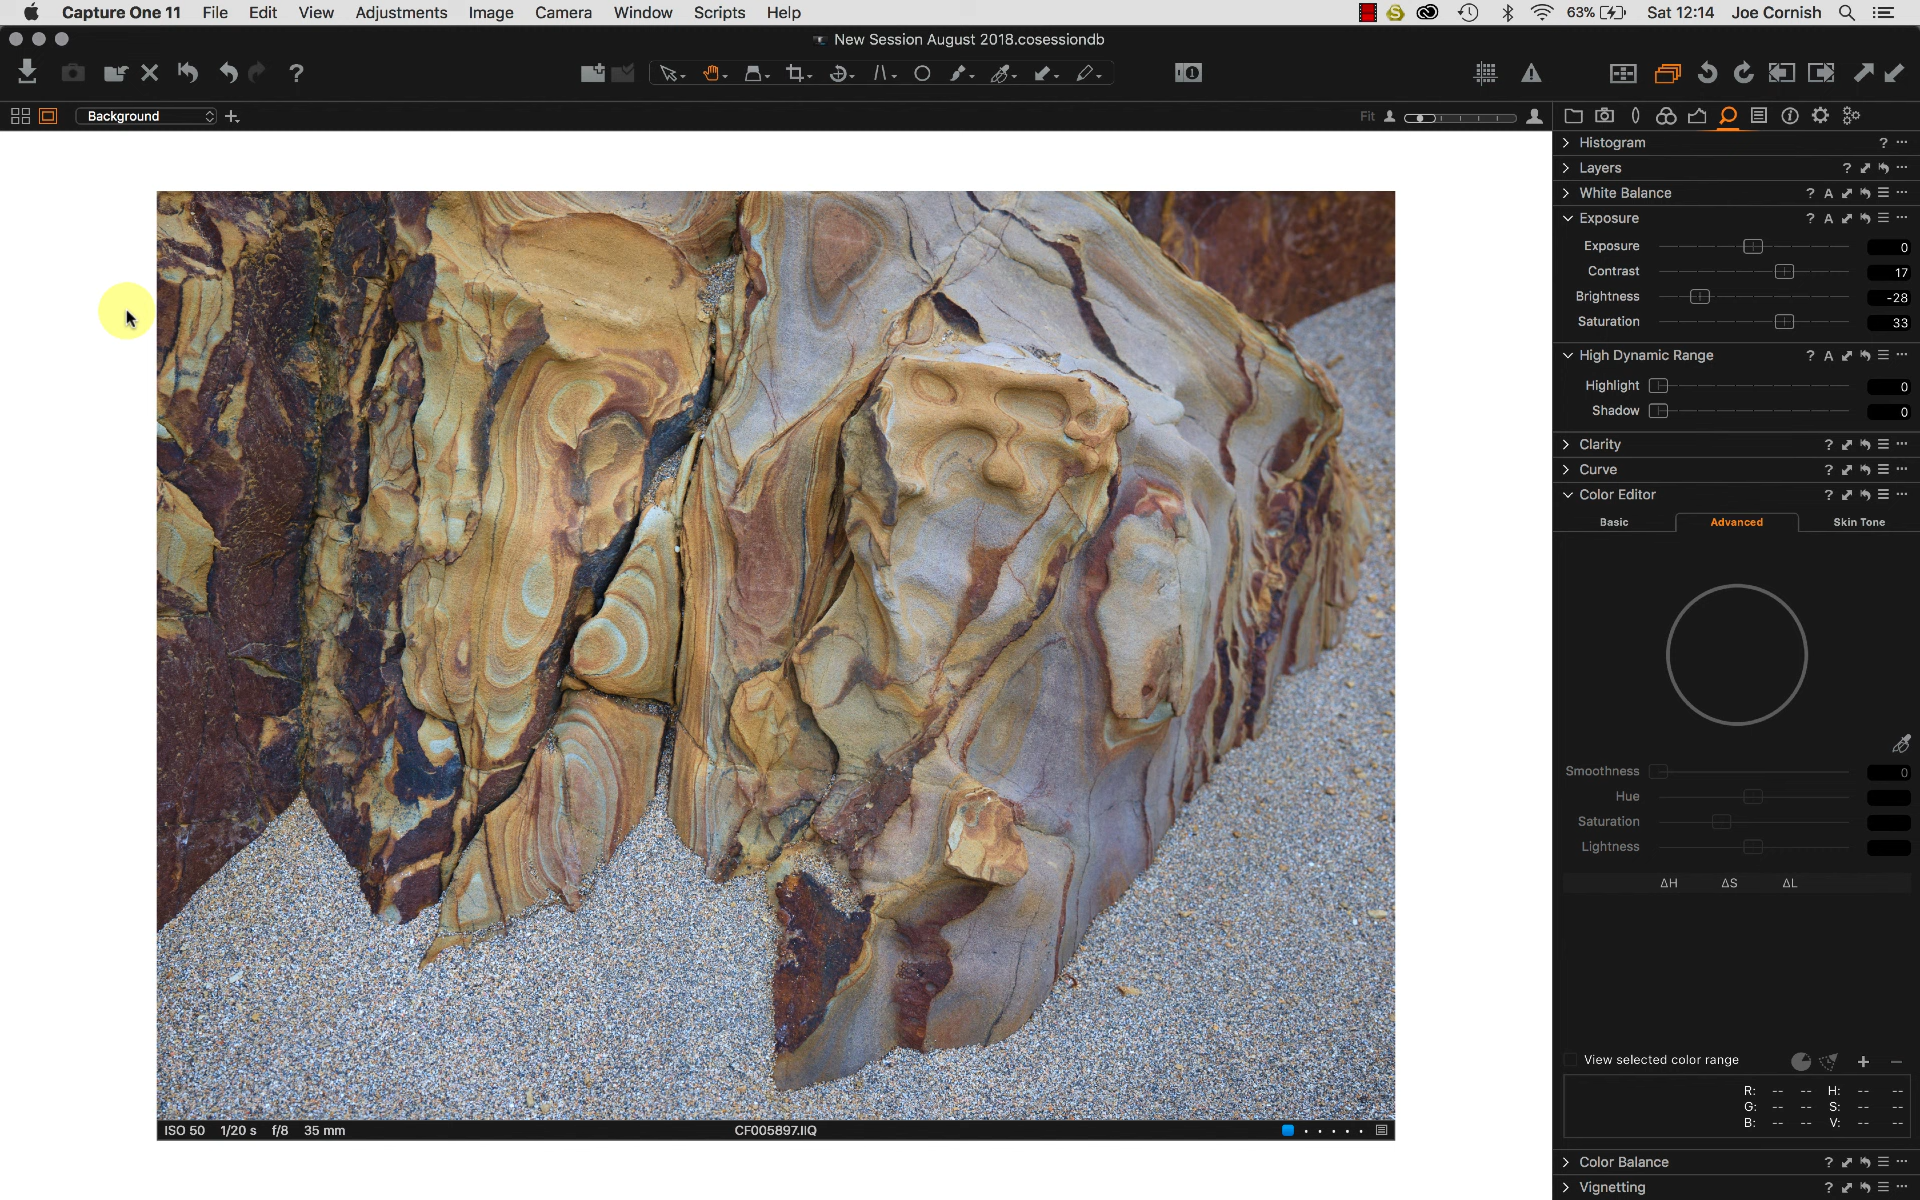 Capture One 11 File Edit View Adjustments Image Camera Window Scripts Help 63% Sat 12:14 Joe Cornish
New Session August 2018.cosessiondb
Background Fit
Histogram
Layers
White Balance
Exposure
Exposure 0
Contrast 17
Brightness -28
Saturation 33
High Dynamic Range
Highlight 0
Shadow 0
Clarity
Curve
Color Editor
Basic Advanced Skin Tone
Smoothness 0
Hue
Saturation
Lightness
ΔH ΔS ΔL
View selected color range
R: -- -- H: -- --
G: -- -- S: -- --
B: -- -- V: -- --
ISO 50 1/20 s f/8 35 mm CF005897.IIQ
Color Balance
Vignetting